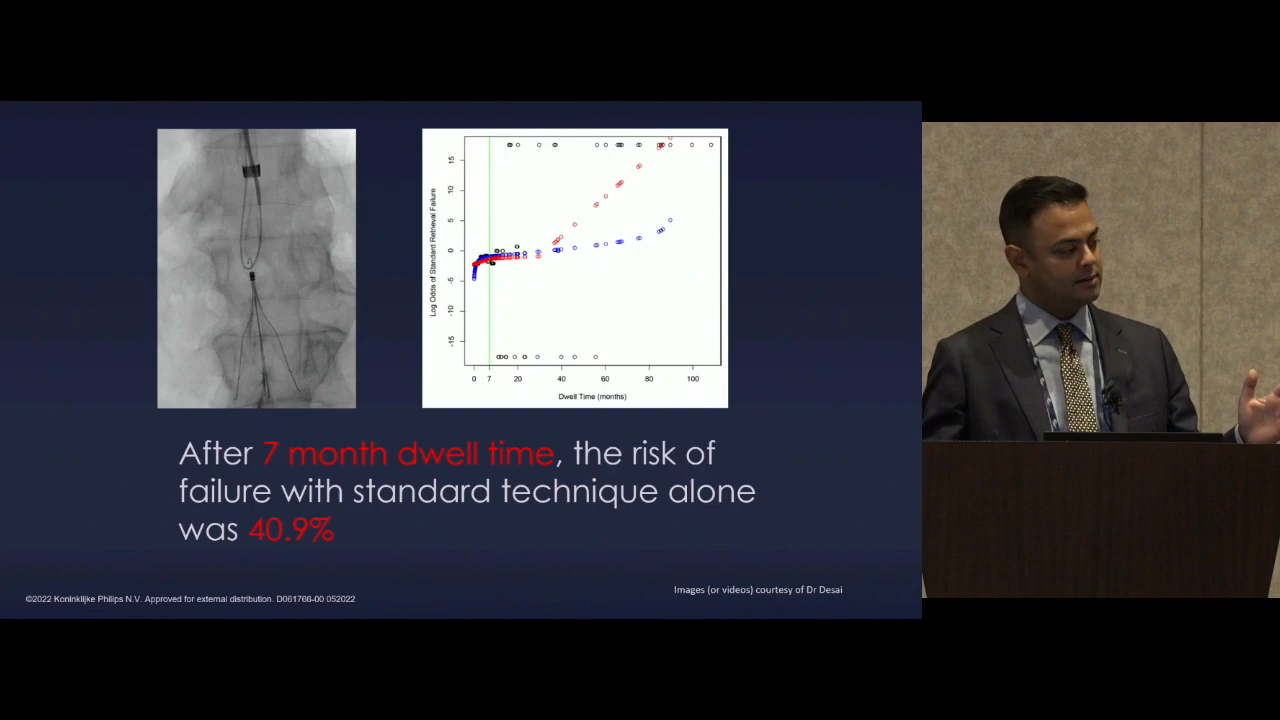 Log Odds of Standard Retrieval Failure
15
10
5
0
-5
-10
-15
0 7 20 40 60 80 100
Dwell Time (months)
After 7 month dwell time, the risk of
failure with standard technique alone
was 40.9%
©2022 Koninklijke Philips N.V. Approved for external distribution. D061766-00 052022
Images (or videos) courtesy of Dr Desai